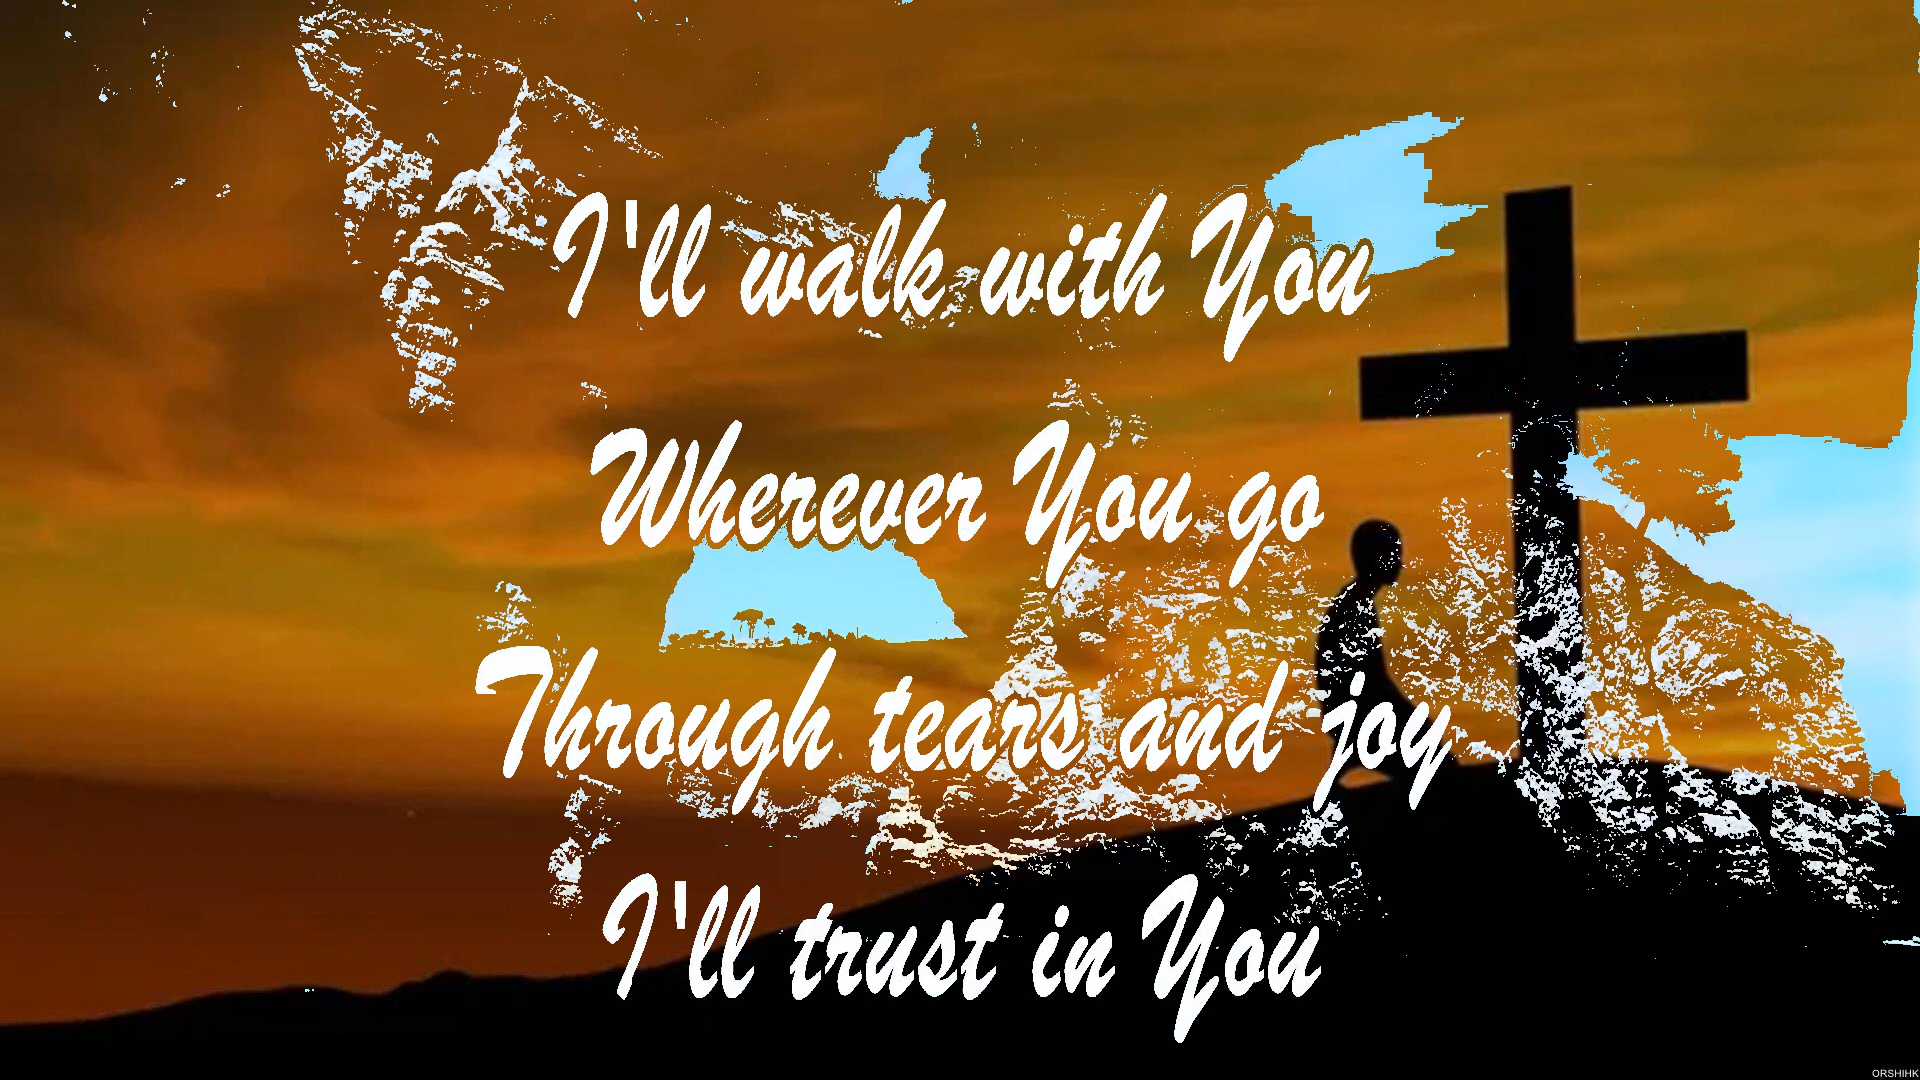 I'll walk with You
Wherever You go
Through tears and joy
I'll trust in You
ORSHIHK